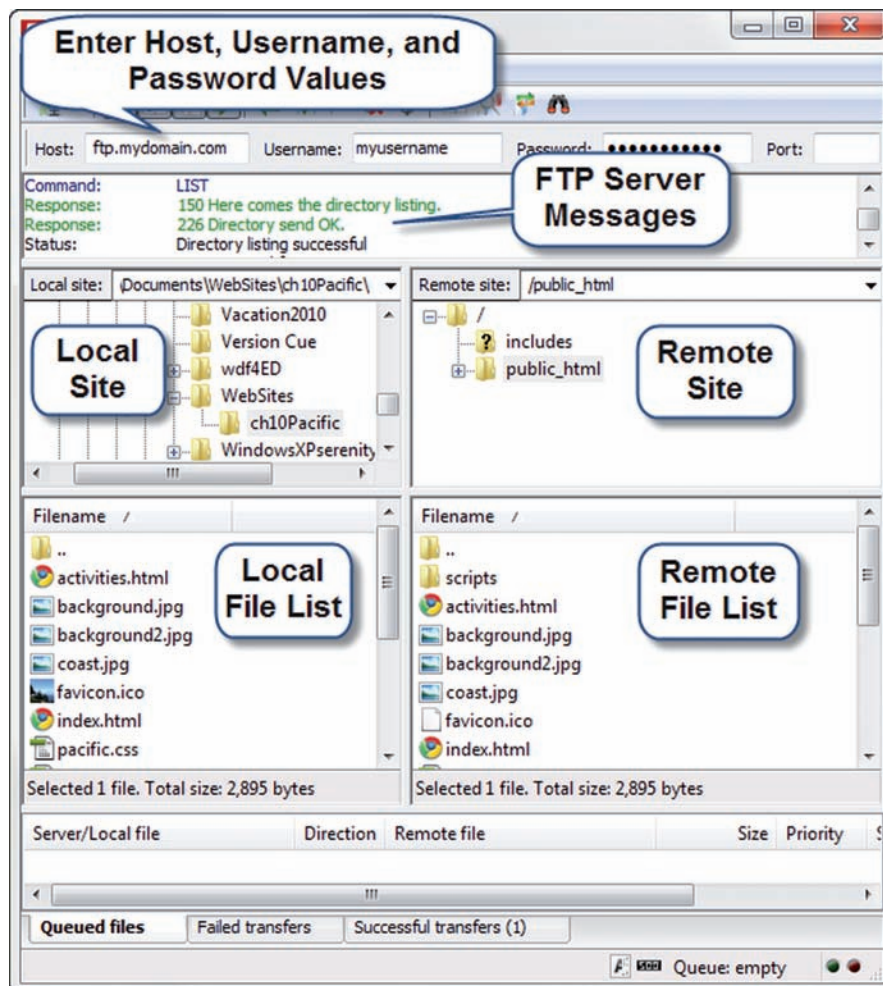 Enter Host, Username, and
Password Values
Host: ftp.mydomain.com Username: myusername Password: ●●●●●●●●●●● Port:
FTP Server
Messages
Command: LIST
Response: 150 Here comes the directory listing.
Response: 226 Directory send OK.
Status: Directory listing successful
Local site: \Documents\WebSites\ch10Pacific\
Remote site: /public_html
Local
Site
Vacation2010
Version Cue
wdf4ED
WebSites
ch10Pacific
WindowsXPserenity
Remote
Site
/
? includes
public_html
Filename /
..
activities.html
background.jpg
background2.jpg
coast.jpg
favicon.ico
index.html
pacific.css
Local
File List
Selected 1 file. Total size: 2,895 bytes
Filename /
..
scripts
activities.html
background.jpg
background2.jpg
coast.jpg
favicon.ico
index.html
Remote
File List
Selected 1 file. Total size: 2,895 bytes
Server/Local file Direction Remote file Size Priority S
Queued files Failed transfers Successful transfers (1)
Queue: empty